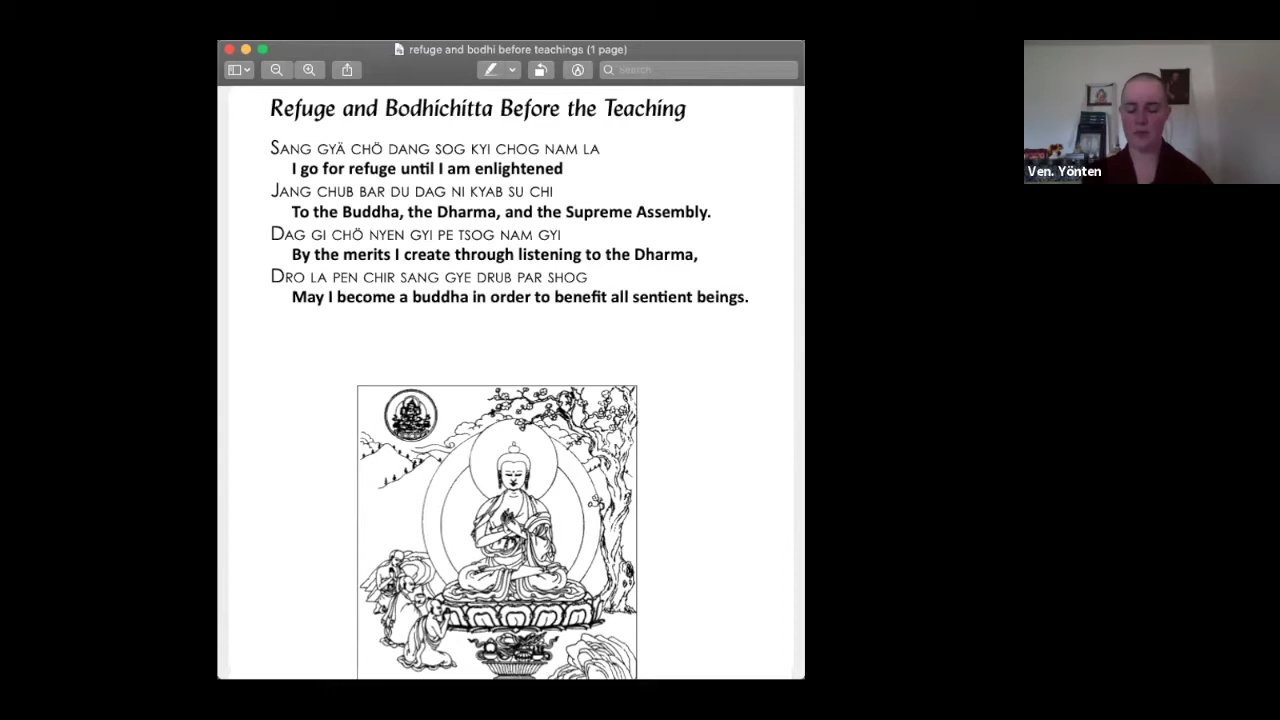 refuge and bodhi before teachings (1 page)
Search
Refuge and Bodhichitta Before the Teaching
SANG GYÄ CHÖ DANG SOG KYI CHOG NAM LA
I go for refuge until I am enlightened
JANG CHUB BAR DU DAG NI KYAB SU CHI
To the Buddha, the Dharma, and the Supreme Assembly.
DAG GI CHÖ NYEN GYI PE TSOG NAM GYI
By the merits I create through listening to the Dharma,
DRO LA PEN CHIR SANG GYE DRUB PAR SHOG
May I become a buddha in order to benefit all sentient beings.
Ven. Yönten